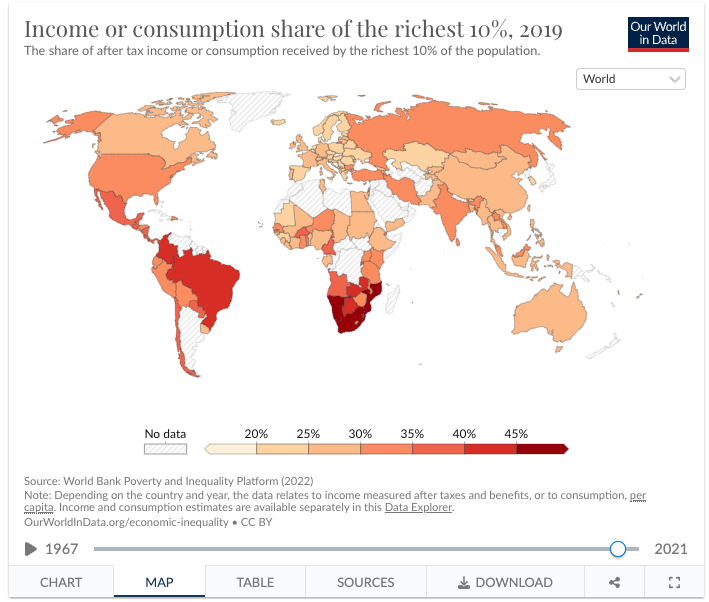 Income or consumption share of the richest 10%, 2019
The share of after tax income or consumption received by the richest 10% of the population.
Our World
in Data
World
No data
20%
25%
30%
35%
40%
45%
Source: World Bank Poverty and Inequality Platform (2022)
Note: Depending on the country and year, the data relates to income measured after taxes and benefits, or to consumption, per
capita. Income and consumption estimates are available separately in this Data Explorer.
OurWorldInData.org/economic-inequality • CC BY
1967
2021
CHART
MAP
TABLE
SOURCES
DOWNLOAD